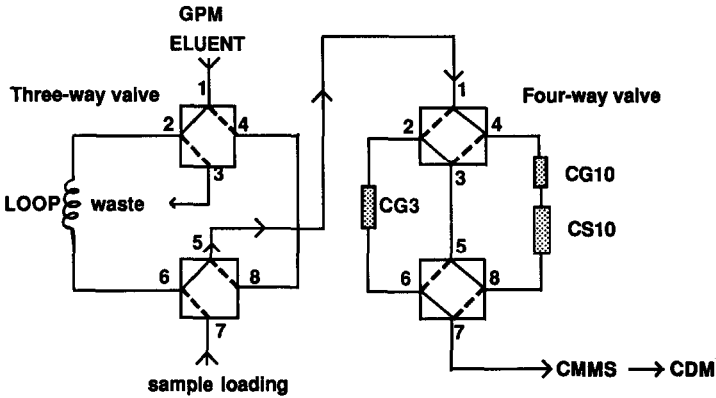 GPM
ELUENT
Three-way valve
1
2
4
3
LOOP
waste
5
6
8
7
sample loading
Four-way valve
1
2
4
3
CG3
CG10
CS10
5
6
8
7
CMMS
CDM